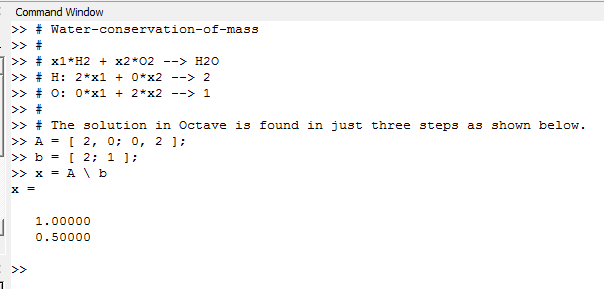 Command Window
>> # Water-conservation-of-mass
>> #
>> # x1*H2 + x2*O2 --> H2O
>> # H: 2*x1 + 0*x2 --> 2
>> # O: 0*x1 + 2*x2 --> 1
>> #
>> # The solution in Octave is found in just three steps as shown below.
>> A = [ 2, 0; 0, 2 ];
>> b = [ 2; 1 ];
>> x = A \ b
x =
1.00000
0.50000
>>